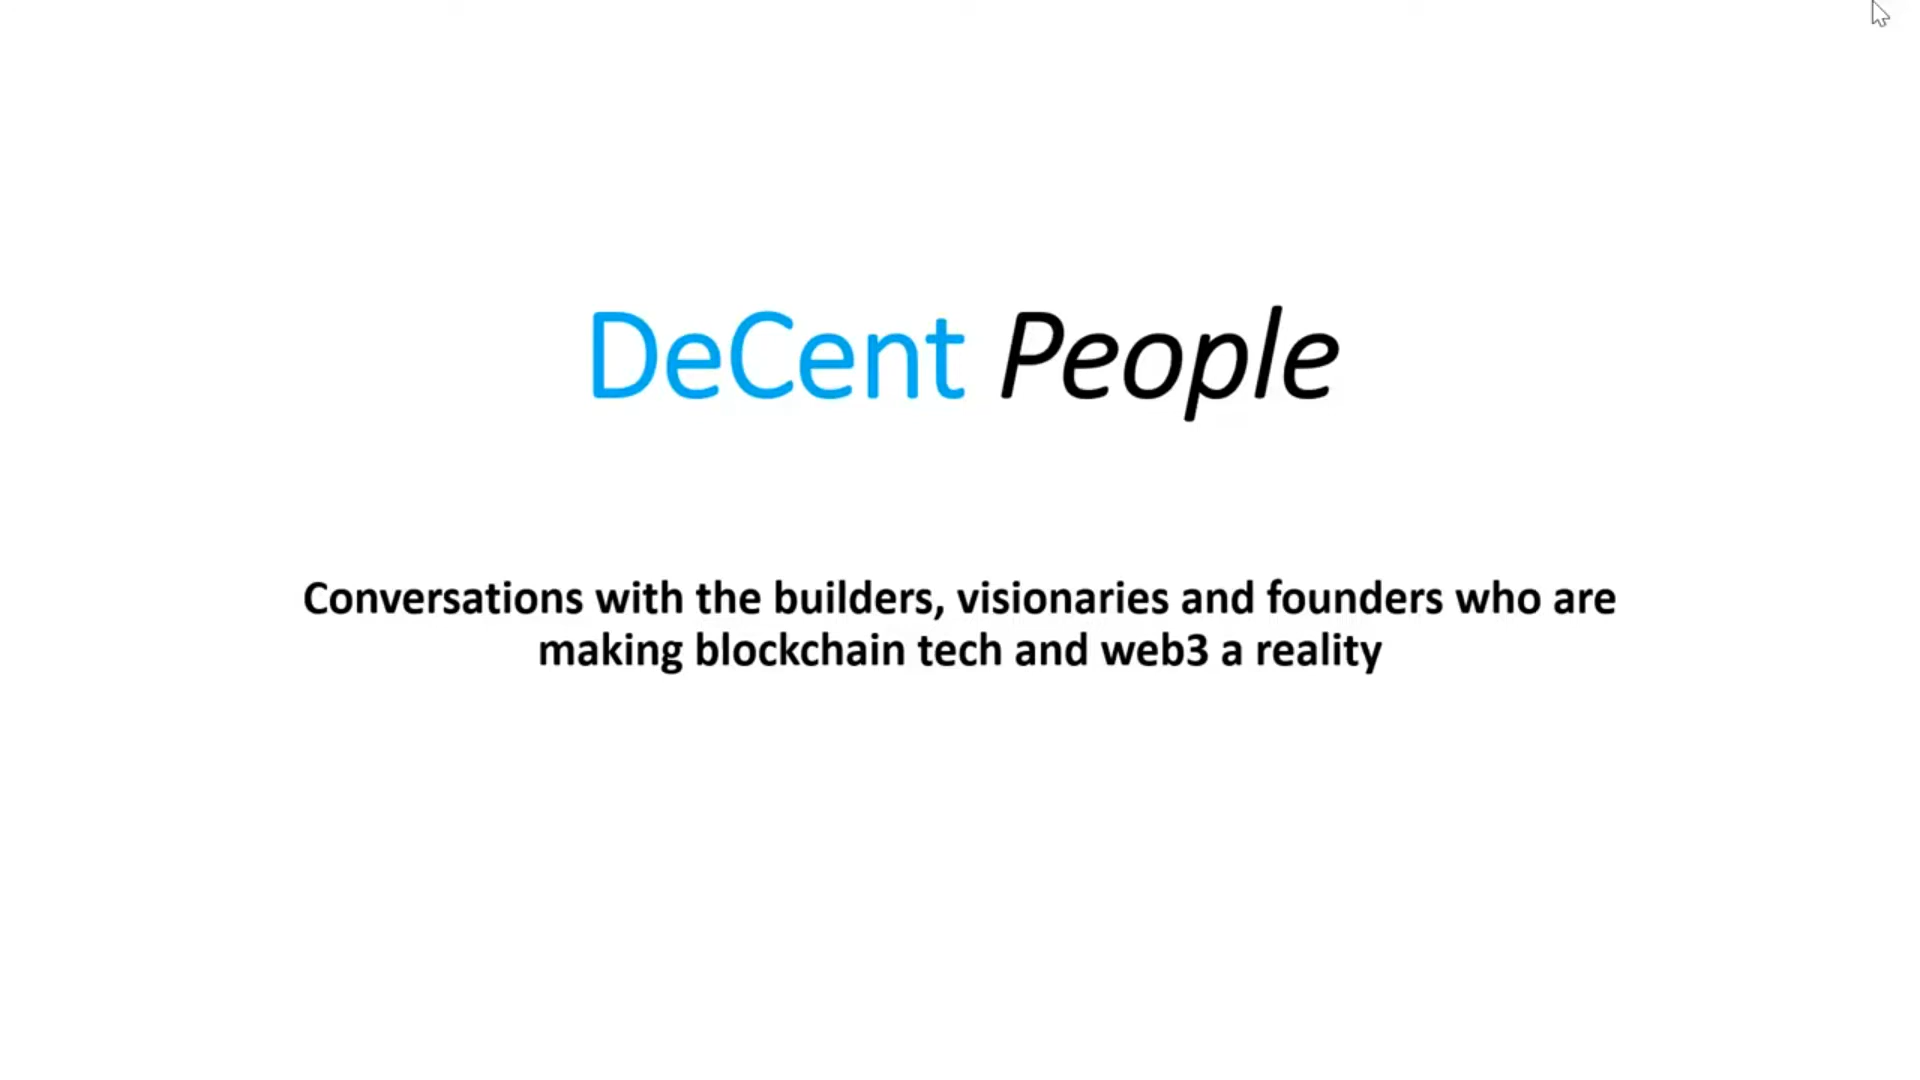 DeCent People
Conversations with the builders, visionaries and founders who are
making blockchain tech and web3 a reality